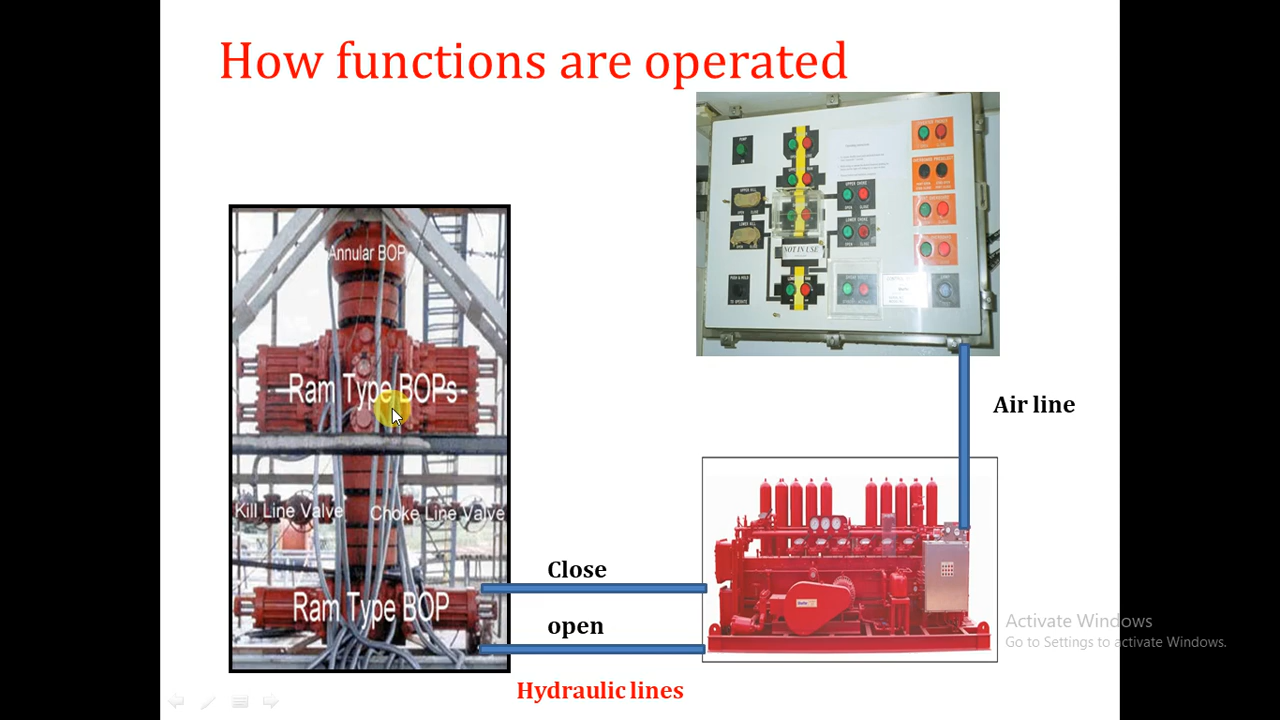 How functions are operated
Annular BOP
Ram Type BOPs
Kill Line Valve
Choke Line Valve
Ram Type BOP
NOT IN USE
Air line
Close
open
Hydraulic lines
Activate Windows
Go to Settings to activate Windows.